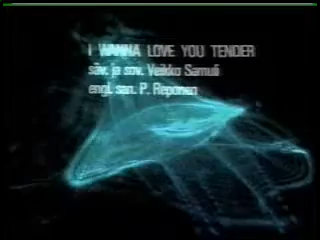 I WANNA LOVE YOU TENDER
säv. ja sov. Veikko Samuli
engl. san. P. Reponen